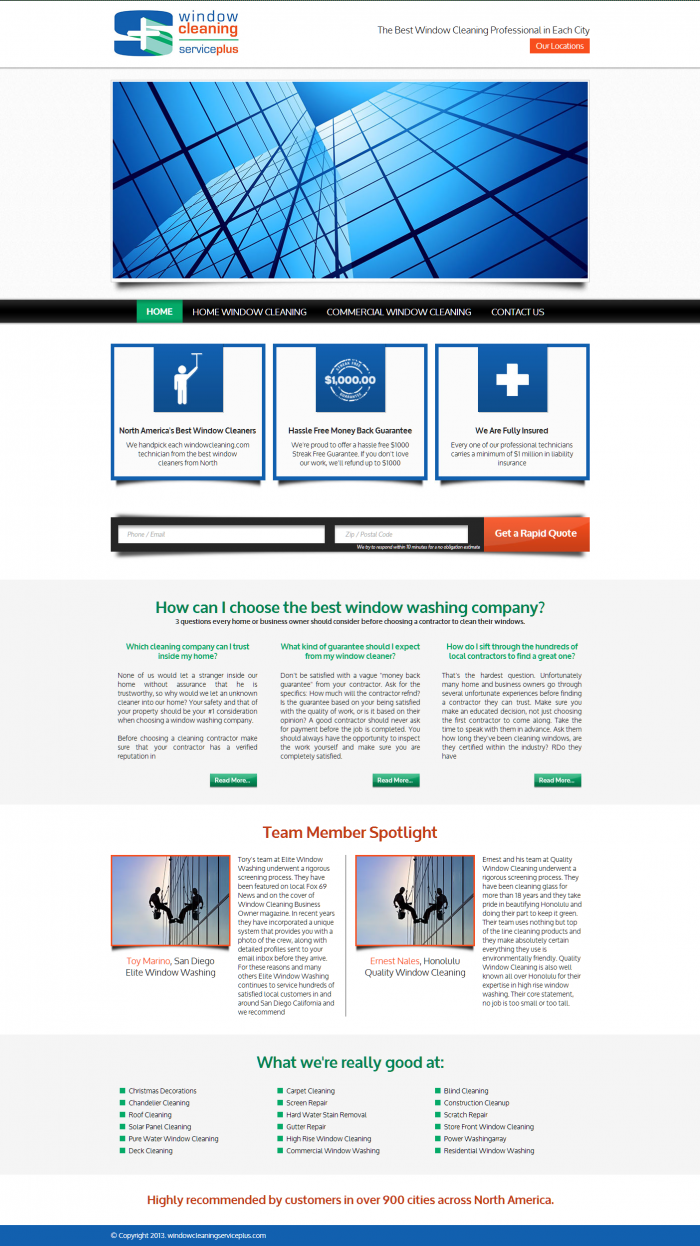 window
cleaning
serviceplus
The Best Window Cleaning Professional in Each City
Our Locations
HOME
HOME WINDOW CLEANING
COMMERCIAL WINDOW CLEANING
CONTACT US
STREAK FREE
$1,000.00
GUARANTEE
North America's Best Window Cleaners
We handpick each windowcleaning.com
technician from the best window
cleaners from North
Hassle Free Money Back Guarantee
We're proud to offer a hassle free $1000
Streak Free Guarantee. If you don't love
our work, we'll refund up to $1000
We Are Fully Insured
Every one of our professional technicians
carries a minimum of $1 million in liability
insurance
Phone / Email
Zip / Postal Code
We try to respond within 10 minutes for a no obligation estimate
Get a Rapid Quote
How can I choose the best window washing company?
3 questions every home or business owner should consider before choosing a contractor to clean their windows.
Which cleaning company can I trust
inside my home?
None of us would let a stranger inside our
home without assurance that he is
trustworthy, so why would we let an unknown
cleaner into our home? Your safety and that of
your property should be your #1 consideration
when choosing a window washing company.
Before choosing a cleaning contractor make
sure that your contractor has a verified
reputation in
Read More...
What kind of guarantee should I expect
from my window cleaner?
Don't be satisfied with a vague "money back
guarantee" from your contractor. Ask for the
specifics: How much will the contractor refind?
Is the guarantee based on your being satisfied
with the quality of work, or is it based on their
opinion? A good contractor should never ask
for payment before the job is completed. You
should always have the opportunity to inspect
the work yourself and make sure you are
completely satisfied.
Read More...
How do I sift through the hundreds of
local contractors to find a great one?
That's the hardest question. Unfortunately
many home and business owners go through
several unfortunate experiences before finding
a contractor they can trust. Make sure you
make an educated decision, not just choosing
the first contractor to come along. Take the
time to speak with them in advance. Ask them
how long they've been cleaning windows, are
they certified within the industry? RDo they
have
Read More...
Team Member Spotlight
Toy Marino, San Diego
Elite Window Washing
Tory's team at Elite Window
Washing underwent a rigorous
screening process. They have
been featured on local Fox 69
News and on the cover of
Window Cleaning Business
Owner magazine. In recent years
they have incorporated a unique
system that provides you with a
photo of the crew, along with
detailed profiles sent to your
email inbox before they arrive.
For these reasons and many
others Elite Window Washing
continues to service hundreds of
satisfied local customers in and
around San Diego California and
we recommend
Ernest Nales, Honolulu
Quality Window Cleaning
Ernest and his team at Quality
Window Cleaning underwent a
rigorous screening process. They
have been cleaning glass for
more than 18 years and they take
pride in beautifying Honolulu and
doing their part to keep it green.
Their team uses nothing but top
of the line cleaning products and
they make absolutely certain
everything they use is
environmentally friendly. Quality
Window Cleaning is also well
known all over Honolulu for their
expertise in high rise window
washing. Their core statement,
no job is too small or too tall.
What we're really good at:
Christmas Decorations
Chandelier Cleaning
Roof Cleaning
Solar Panel Cleaning
Pure Water Window Cleaning
Deck Cleaning
Carpet Cleaning
Screen Repair
Hard Water Stain Removal
Gutter Repair
High Rise Window Cleaning
Commercial Window Washing
Blind Cleaning
Construction Cleanup
Scratch Repair
Store Front Window Cleaning
Power Washingarray
Residential Window Washing
Highly recommended by customers in over 900 cities across North America.
© Copyright 2013. windowcleaningserviceplus.com